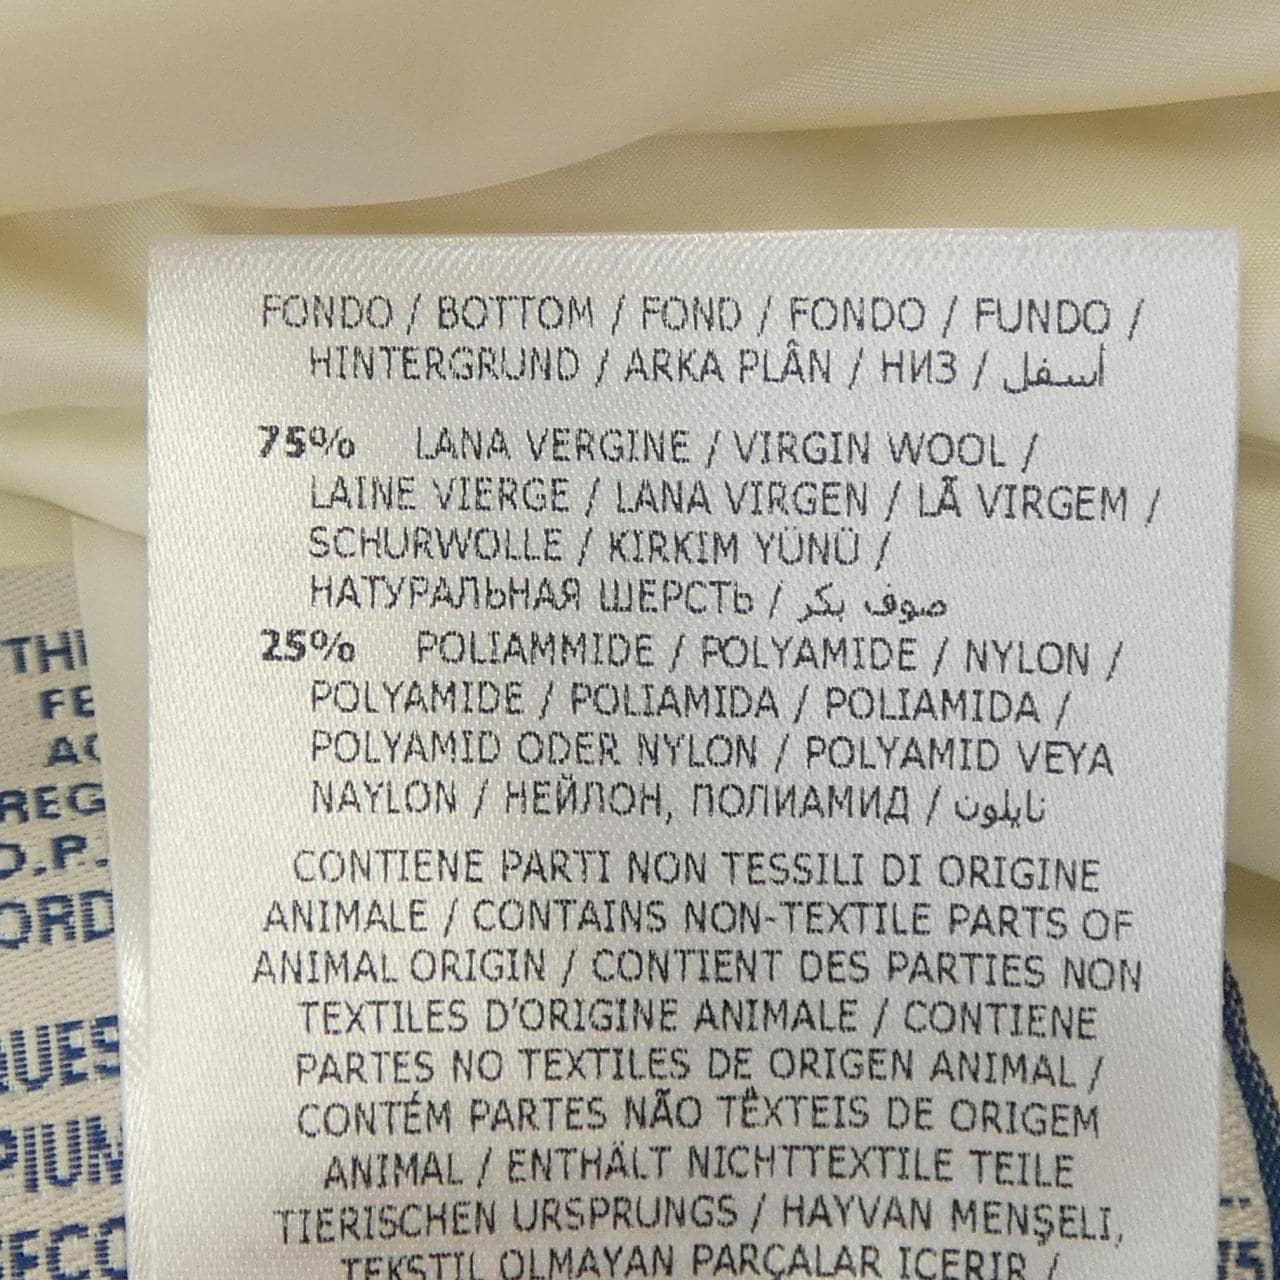 FONDO / BOTTOM / FOND / FONDO / FUNDO /
HINTERGRUND / ARKA PLÂN / НИЗ / أسفل
75% LANA VERGINE / VIRGIN WOOL /
LAINE VIERGE / LANA VIRGEN / LÃ VIRGEM /
SCHURWOLLE / KIRKIM YÜNÜ /
НАТУРАЛЬНАЯ ШЕРСТЬ / صوف بكر
25% POLIAMMIDE / POLYAMIDE / NYLON /
POLYAMIDE / POLIAMIDA / POLIAMIDA /
POLYAMID ODER NYLON / POLYAMID VEYA
NAYLON / НЕЙЛОН, ПОЛИАМИД / نايلون
CONTIENE PARTI NON TESSILI DI ORIGINE
ANIMALE / CONTAINS NON-TEXTILE PARTS OF
ANIMAL ORIGIN / CONTIENT DES PARTIES NON
TEXTILES D'ORIGINE ANIMALE / CONTIENE
PARTES NO TEXTILES DE ORIGEN ANIMAL /
CONTÉM PARTES NÃO TÊXTEIS DE ORIGEM
ANIMAL / ENTHÄLT NICHTTEXTILE TEILE
TIERISCHEN URSPRUNGS / HAYVAN MENŞELI,
TEKSTIL OLMAYAN PARÇALAR ICERIR /